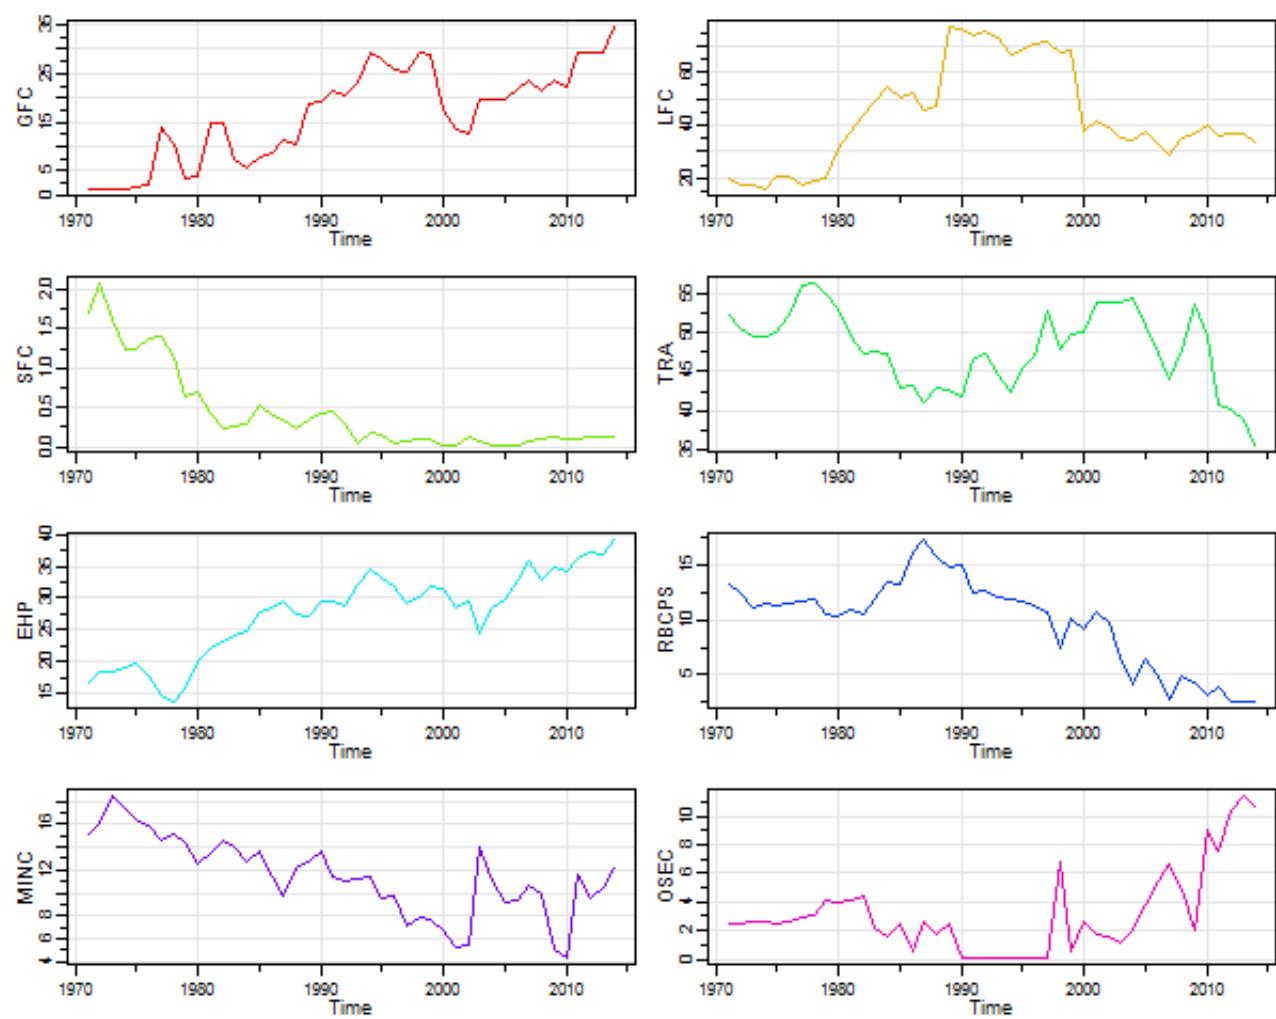 GFC
0 5 15 25 35
1970 1980 1990 2000 2010
Time
LFC
20 40 60
1970 1980 1990 2000 2010
Time
SFC
0.0 0.5 1.0 1.5 2.0
1970 1980 1990 2000 2010
Time
TRA
35 40 45 50 55
1970 1980 1990 2000 2010
Time
EHP
15 20 25 30 35 40
1970 1980 1990 2000 2010
Time
RBCPS
5 10 15
1970 1980 1990 2000 2010
Time
MINC
4 6 8 12 16
1970 1980 1990 2000 2010
Time
OSEC
0 2 4 6 8 10
1970 1980 1990 2000 2010
Time